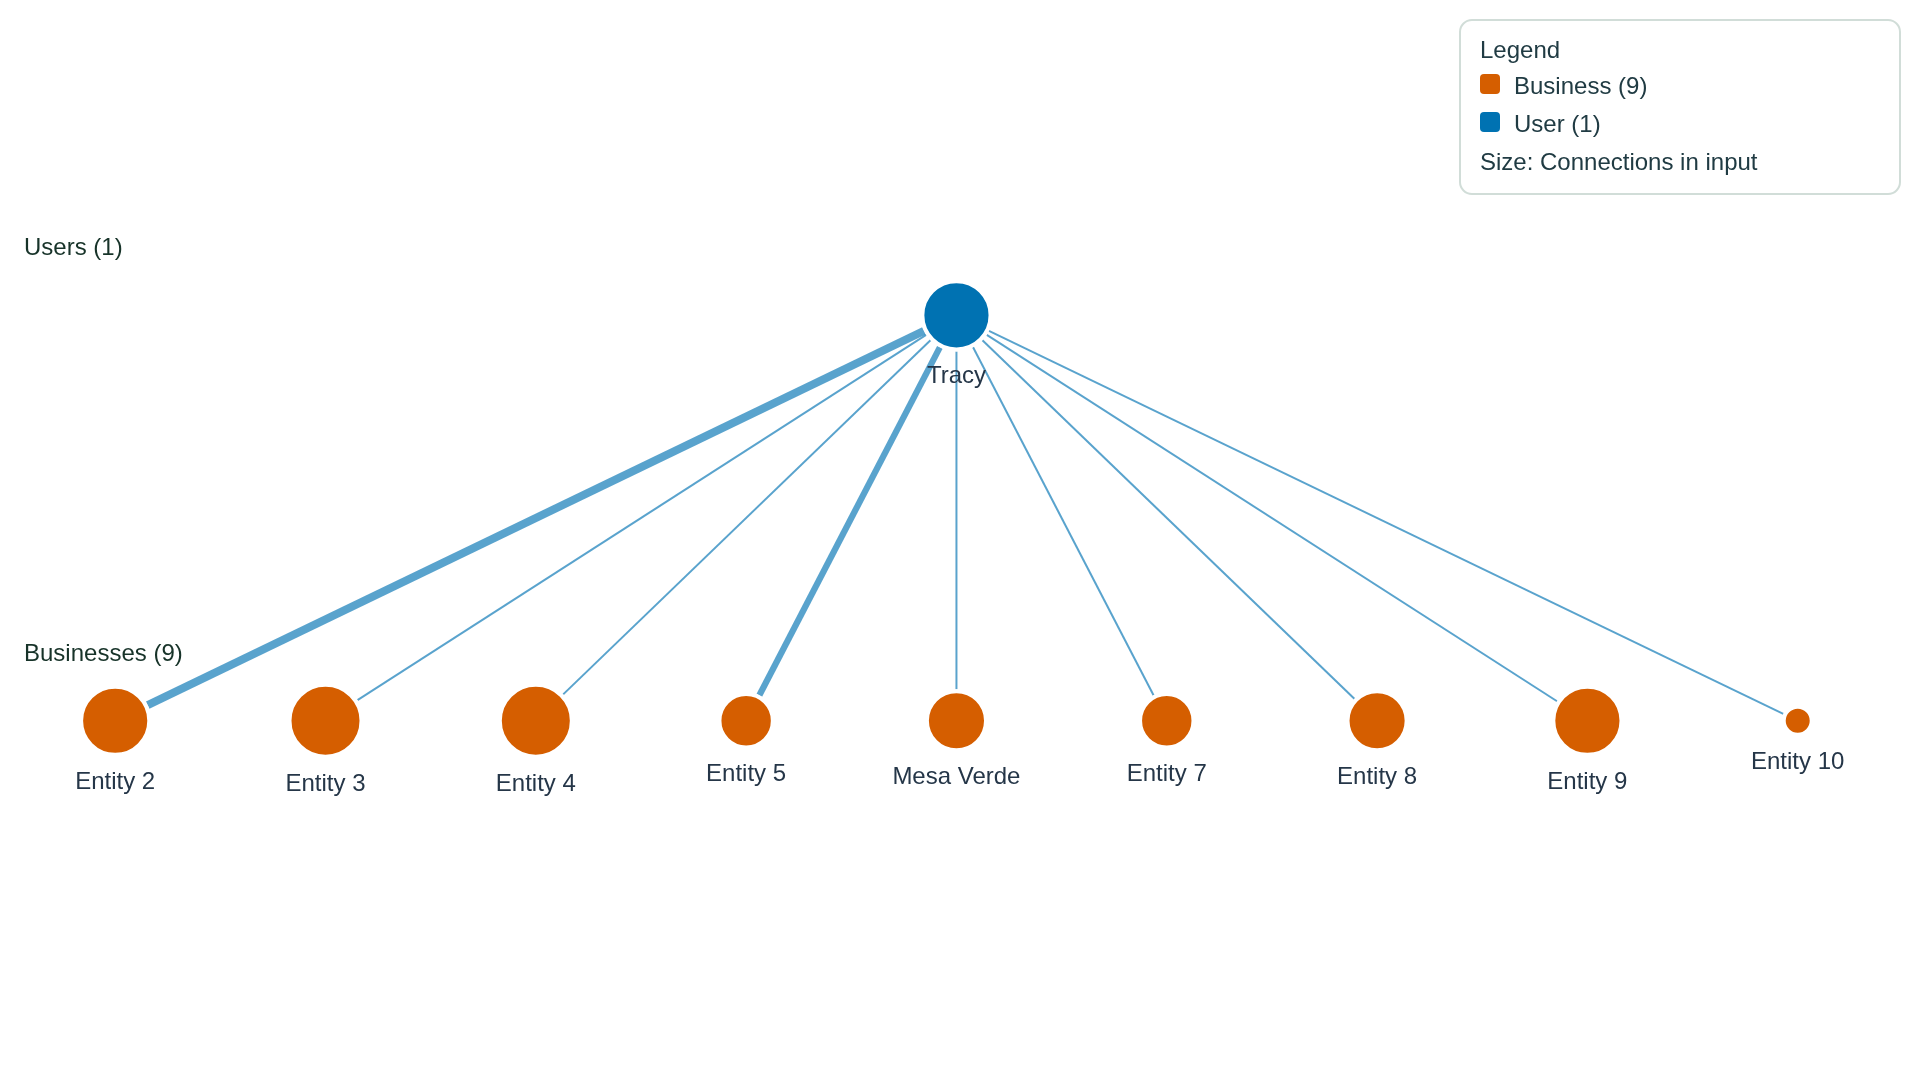 Legend
Business (9)
User (1)
Size: Connections in input
Users (1)
Tracy
Businesses (9)
Entity 2
Entity 3
Entity 4
Entity 5
Mesa Verde
Entity 7
Entity 8
Entity 9
Entity 10